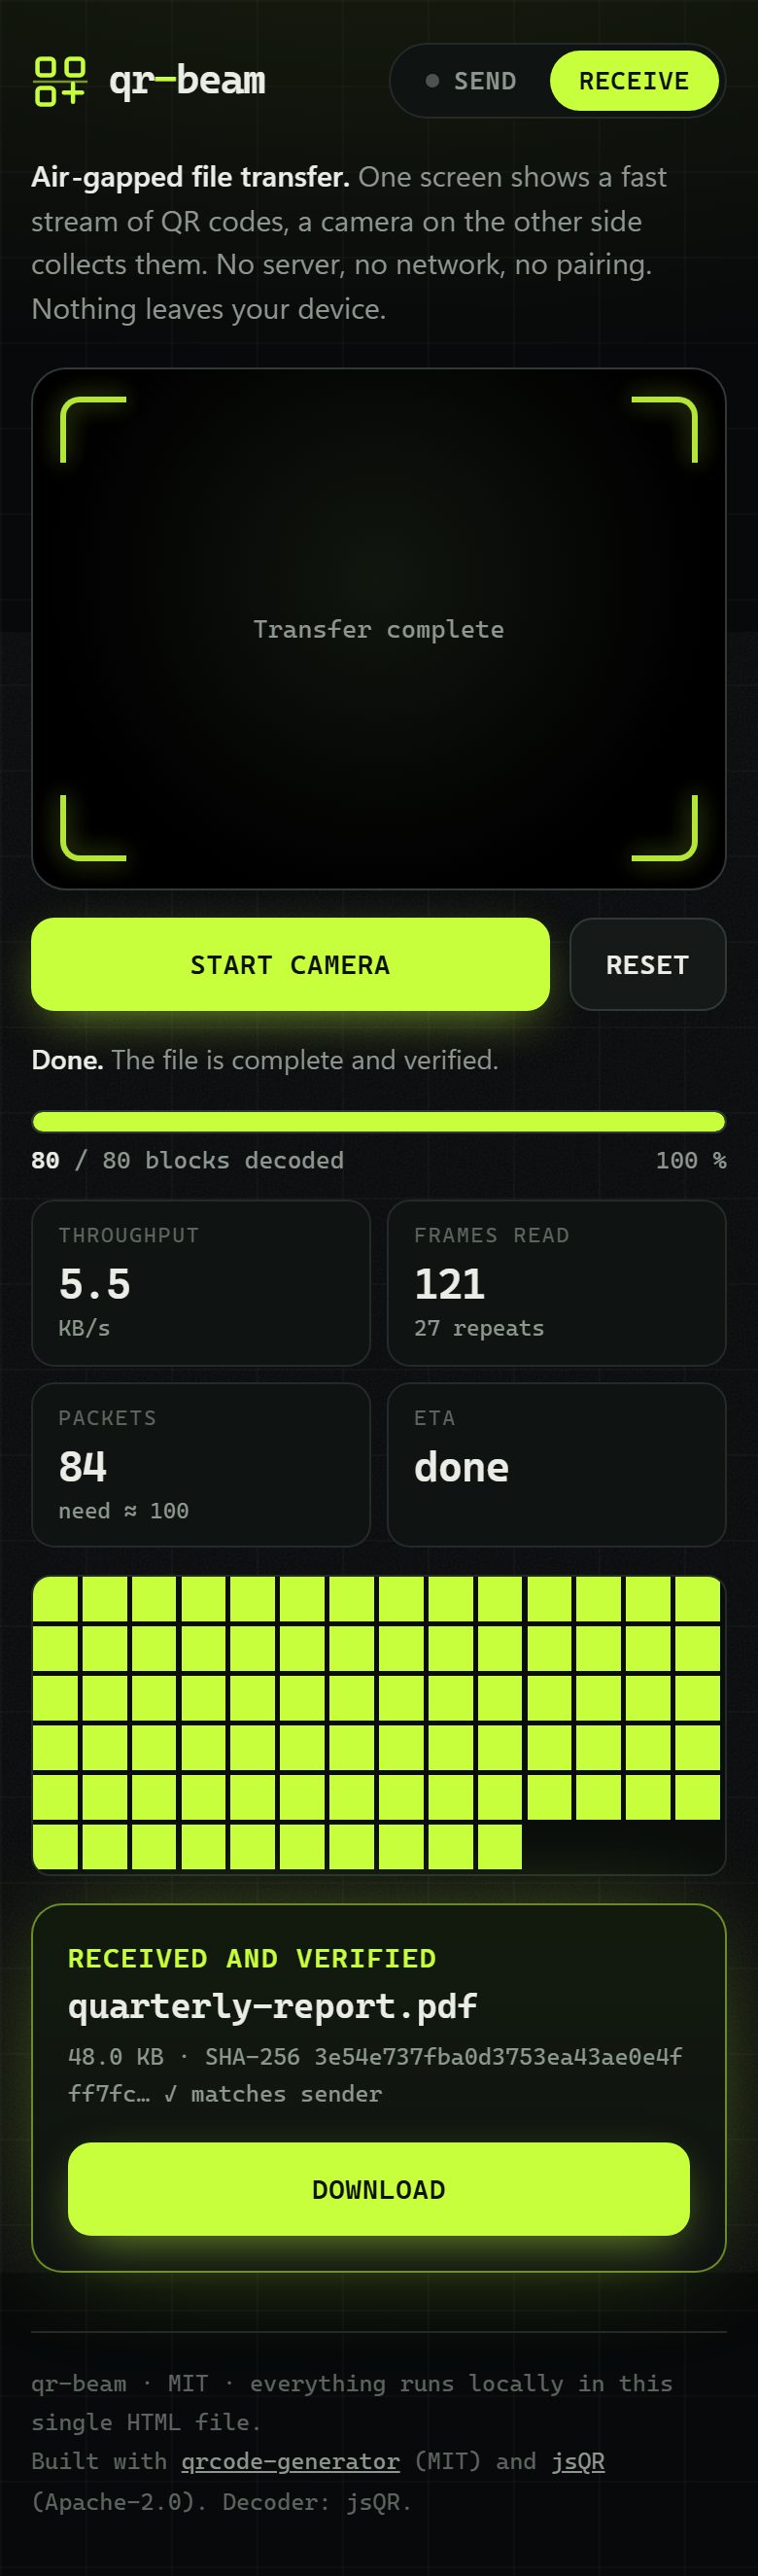 qr-beam
SEND
RECEIVE
Air-gapped file transfer. One screen shows a fast
stream of QR codes, a camera on the other side
collects them. No server, no network, no pairing.
Nothing leaves your device.
Transfer complete
START CAMERA
RESET
Done. The file is complete and verified.
80 / 80 blocks decoded
100 %
THROUGHPUT
5.5
KB/s
FRAMES READ
121
27 repeats
PACKETS
84
need ≈ 100
ETA
done
RECEIVED AND VERIFIED
quarterly-report.pdf
48.0 KB · SHA-256 3e54e737fba0d3753ea43ae0e4f
ff7fc… ✓ matches sender
DOWNLOAD
qr-beam · MIT · everything runs locally in this
single HTML file.
Built with qrcode-generator (MIT) and jsQR
(Apache-2.0). Decoder: jsQR.